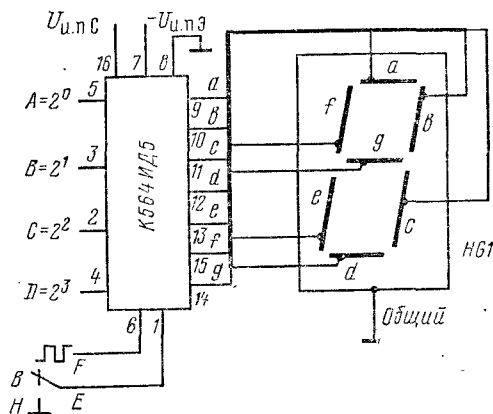 Uи.п С
-Uи.п Э
16 7 8
5
A=2⁰
3
B=2¹
2
C=2²
4
D=2³
К564ИД5
a
9 в
10 c
11 d
12 e
13 f
15 g
14
6 1
F
В
Н
E
a
f
в
g
e
c
d
HG1
Общий